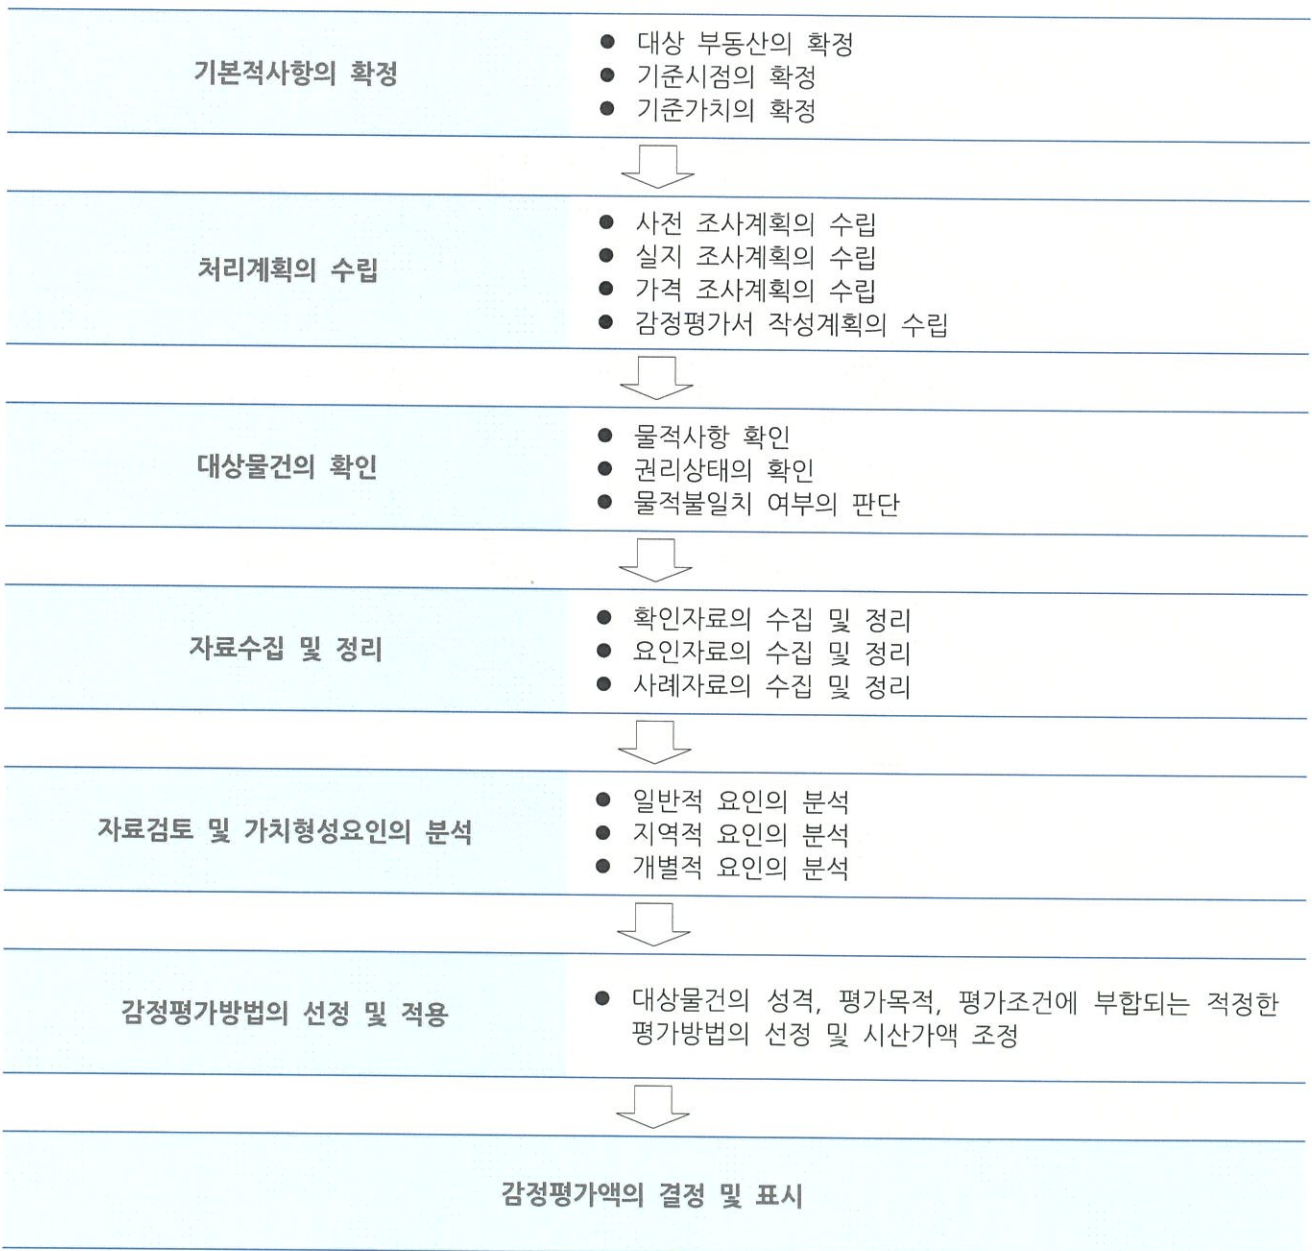 기본적사항의 확정
● 대상 부동산의 확정
● 기준시점의 확정
● 기준가치의 확정
처리계획의 수립
● 사전 조사계획의 수립
● 실지 조사계획의 수립
● 가격 조사계획의 수립
● 감정평가서 작성계획의 수립
대상물건의 확인
● 물적사항 확인
● 권리상태의 확인
● 물적불일치 여부의 판단
자료수집 및 정리
● 확인자료의 수집 및 정리
● 요인자료의 수집 및 정리
● 사례자료의 수집 및 정리
자료검토 및 가치형성요인의 분석
● 일반적 요인의 분석
● 지역적 요인의 분석
● 개별적 요인의 분석
감정평가방법의 선정 및 적용
● 대상물건의 성격, 평가목적, 평가조건에 부합되는 적정한
평가방법의 선정 및 시산가액 조정
감정평가액의 결정 및 표시